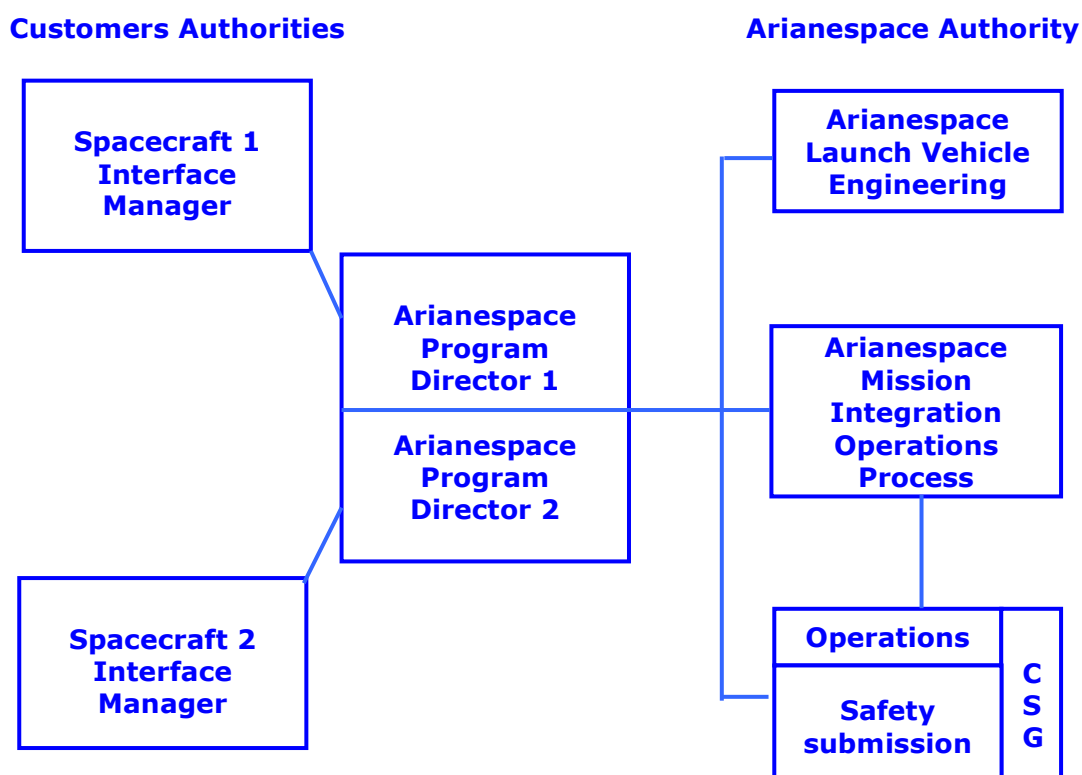 Customers Authorities
Arianespace Authority
Spacecraft 1
Interface
Manager
Arianespace
Launch Vehicle
Engineering
Arianespace
Program
Director 1
Arianespace
Mission
Integration
Operations
Process
Arianespace
Program
Director 2
Spacecraft 2
Interface
Manager
Operations
Safety
submission
C
S
G